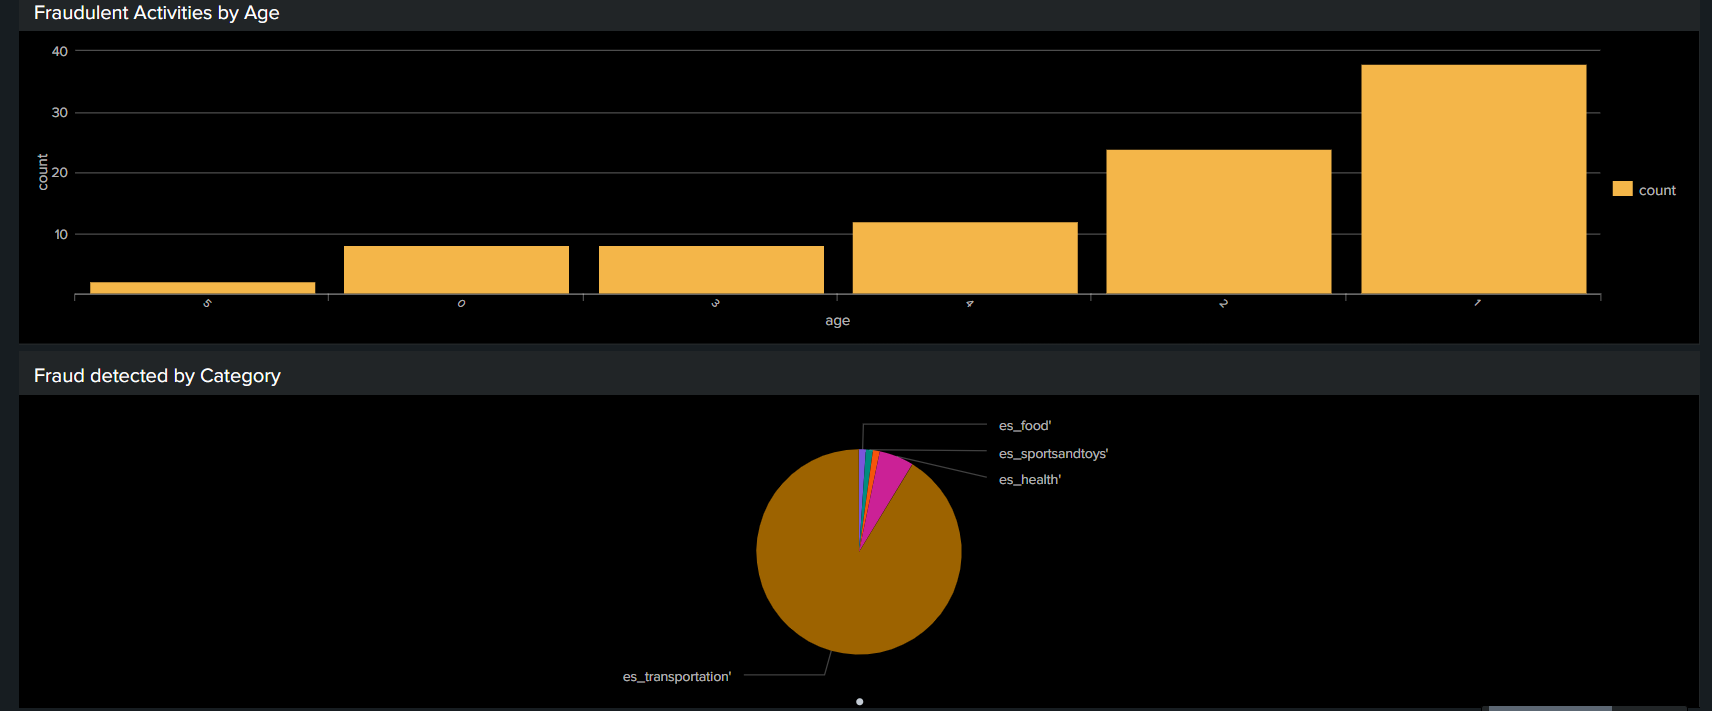 Fraudulent Activities by Age
40
30
20
10
count
5
0
3
4
2
1
age
count
Fraud detected by Category
es_food'
es_sportsandtoys'
es_health'
es_transportation'